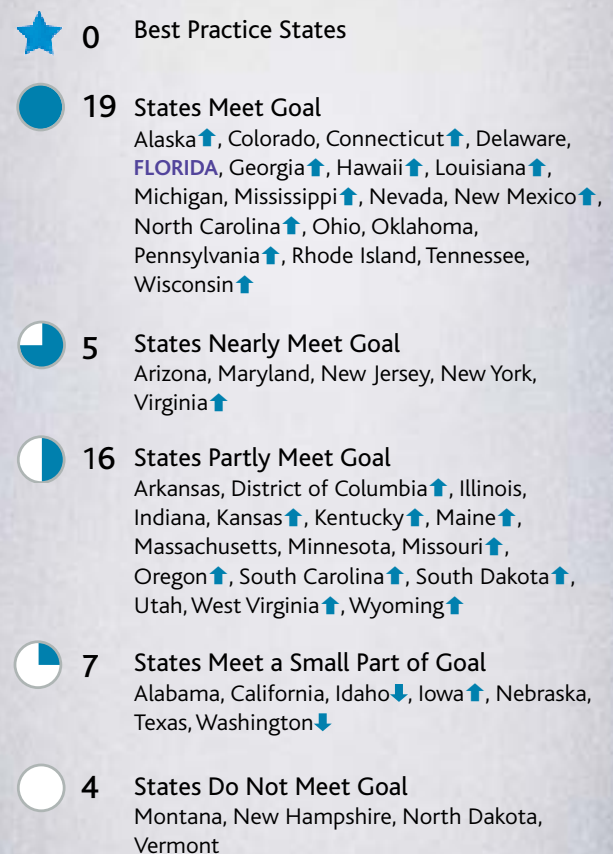 0 Best Practice States
19 States Meet Goal
Alaska⬆, Colorado, Connecticut⬆, Delaware,
FLORIDA, Georgia⬆, Hawaii⬆, Louisiana⬆,
Michigan, Mississippi⬆, Nevada, New Mexico⬆,
North Carolina⬆, Ohio, Oklahoma,
Pennsylvania⬆, Rhode Island, Tennessee,
Wisconsin⬆
5 States Nearly Meet Goal
Arizona, Maryland, New Jersey, New York,
Virginia⬆
16 States Partly Meet Goal
Arkansas, District of Columbia⬆, Illinois,
Indiana, Kansas⬆, Kentucky⬆, Maine⬆,
Massachusetts, Minnesota, Missouri⬆,
Oregon⬆, South Carolina⬆, South Dakota⬆,
Utah, West Virginia⬆, Wyoming⬆
7 States Meet a Small Part of Goal
Alabama, California, Idaho⬇, Iowa⬆, Nebraska,
Texas, Washington⬇
4 States Do Not Meet Goal
Montana, New Hampshire, North Dakota,
Vermont